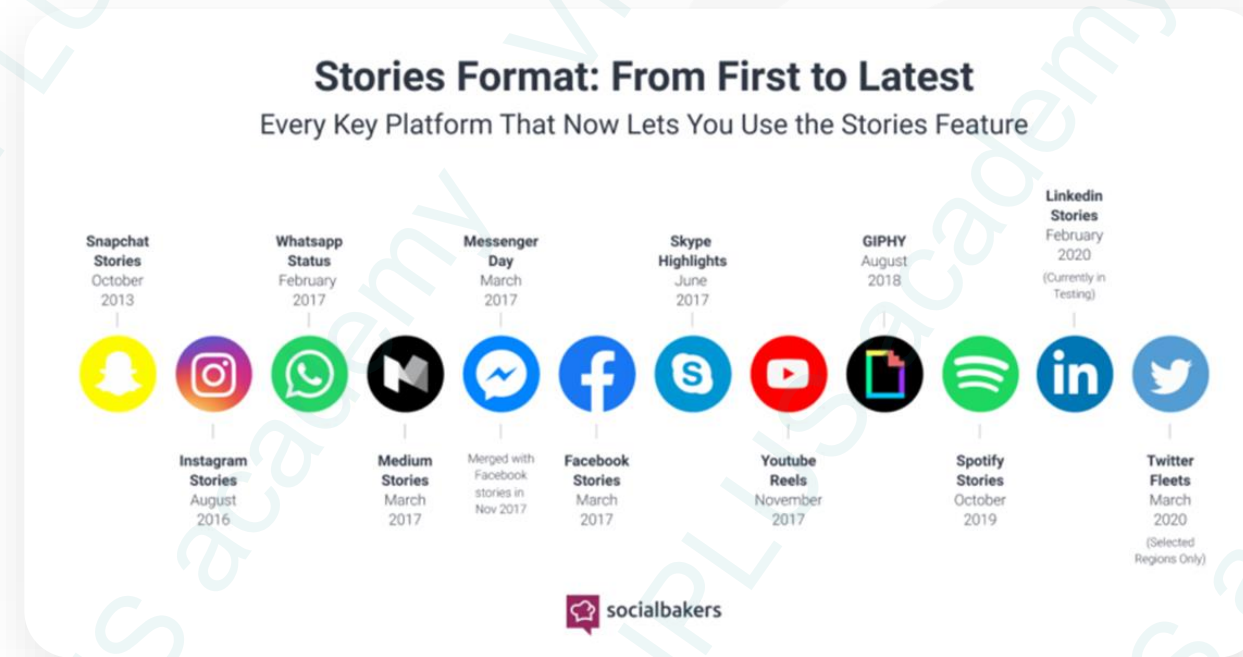 Stories Format: From First to Latest
Every Key Platform That Now Lets You Use the Stories Feature
Snapchat
Stories
October
2013
Instagram
Stories
August
2016
Whatsapp
Status
February
2017
Medium
Stories
March
2017
Messenger
Day
March
2017
Merged with
Facebook
stories in
Nov 2017
Facebook
Stories
March
2017
Skype
Highlights
June
2017
Youtube
Reels
November
2017
GIPHY
August
2018
Spotify
Stories
October
2019
Linkedin
Stories
February
2020
(Currently in
Testing)
Twitter
Fleets
March
2020
(Selected
Regions Only)
socialbakers